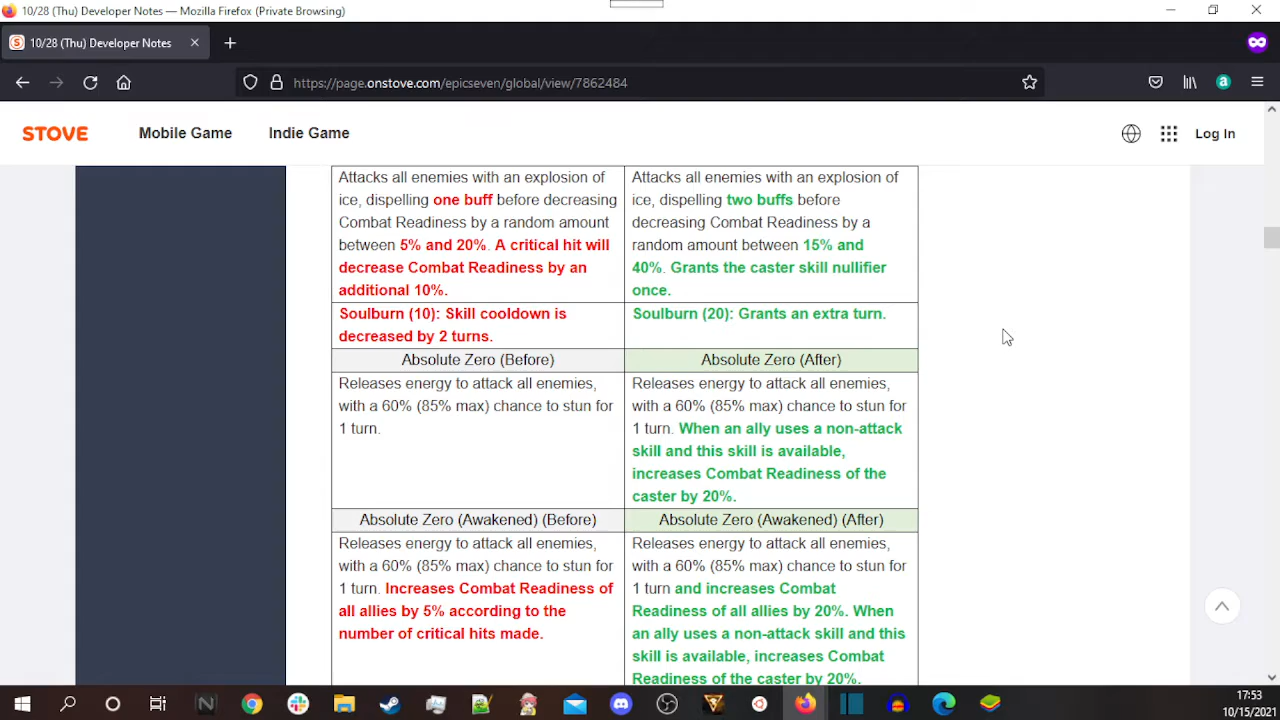 10/28 (Thu) Developer Notes — Mozilla Firefox (Private Browsing)
10/28 (Thu) Developer Notes
https://page.onstove.com/epicseven/global/view/7862484
STOVE
Mobile Game
Indie Game
Log In
Attacks all enemies with an explosion of
ice, dispelling one buff before decreasing
Combat Readiness by a random amount
between 5% and 20%. A critical hit will
decrease Combat Readiness by an
additional 10%.
Attacks all enemies with an explosion of
ice, dispelling two buffs before
decreasing Combat Readiness by a
random amount between 15% and
40%. Grants the caster skill nullifier
once.
Soulburn (10): Skill cooldown is
decreased by 2 turns.
Soulburn (20): Grants an extra turn.
Absolute Zero (Before)
Absolute Zero (After)
Releases energy to attack all enemies,
with a 60% (85% max) chance to stun for
1 turn.
Releases energy to attack all enemies,
with a 60% (85% max) chance to stun for
1 turn. When an ally uses a non-attack
skill and this skill is available,
increases Combat Readiness of the
caster by 20%.
Absolute Zero (Awakened) (Before)
Absolute Zero (Awakened) (After)
Releases energy to attack all enemies,
with a 60% (85% max) chance to stun for
1 turn. Increases Combat Readiness of
all allies by 5% according to the
number of critical hits made.
Releases energy to attack all enemies,
with a 60% (85% max) chance to stun for
1 turn and increases Combat
Readiness of all allies by 20%. When
an ally uses a non-attack skill and this
skill is available, increases Combat
Readiness of the caster by 20%.
17:53
10/15/2021